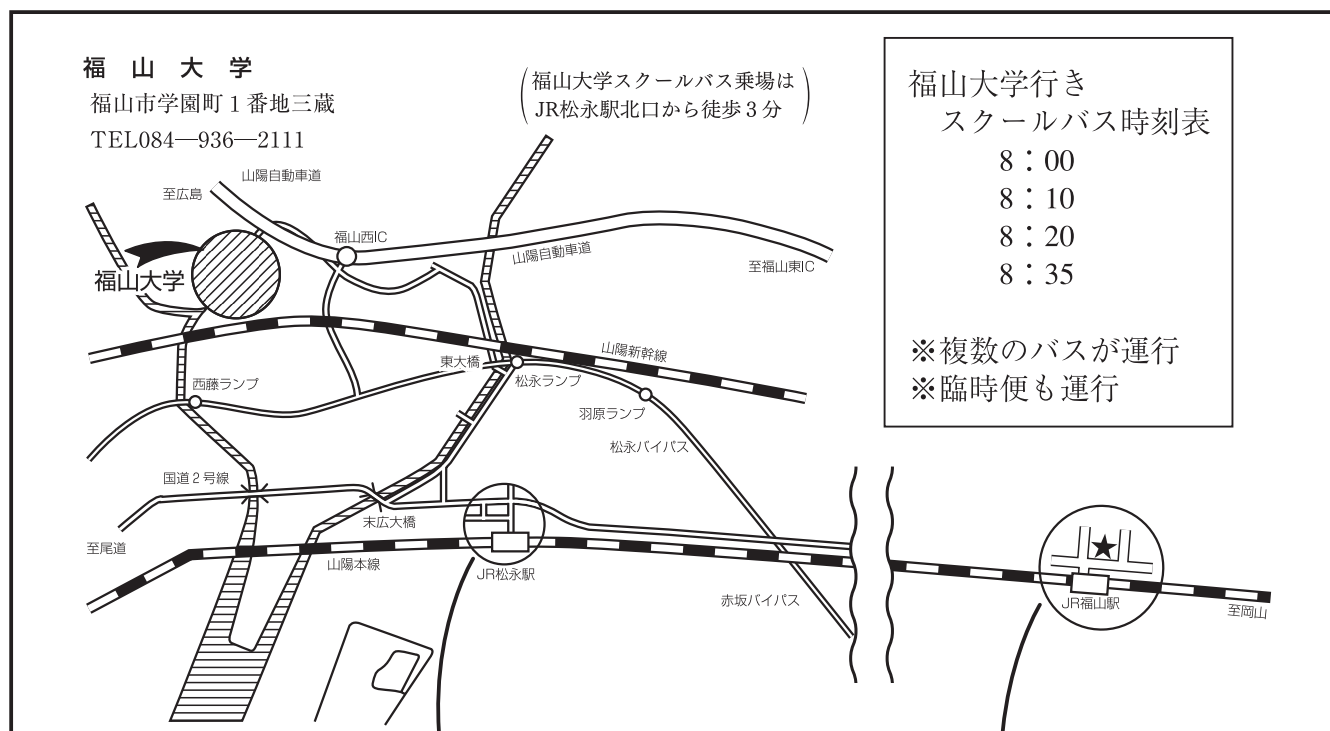 福 山 大 学
福山市学園町1番地三蔵
TEL084—936—2111
(福山大学スクールバス乗場は
JR松永駅北口から徒歩3分)
福山大学行き
スクールバス時刻表
8:00
8:10
8:20
8:35
※複数のバスが運行
※臨時便も運行
山陽自動車道
至広島
福山西IC
山陽自動車道
至福山東IC
福山大学
山陽新幹線
東大橋
松永ランプ
西藤ランプ
羽原ランプ
松永バイパス
国道2号線
末広大橋
至尾道
山陽本線
JR松永駅
赤坂バイパス
JR福山駅
至岡山